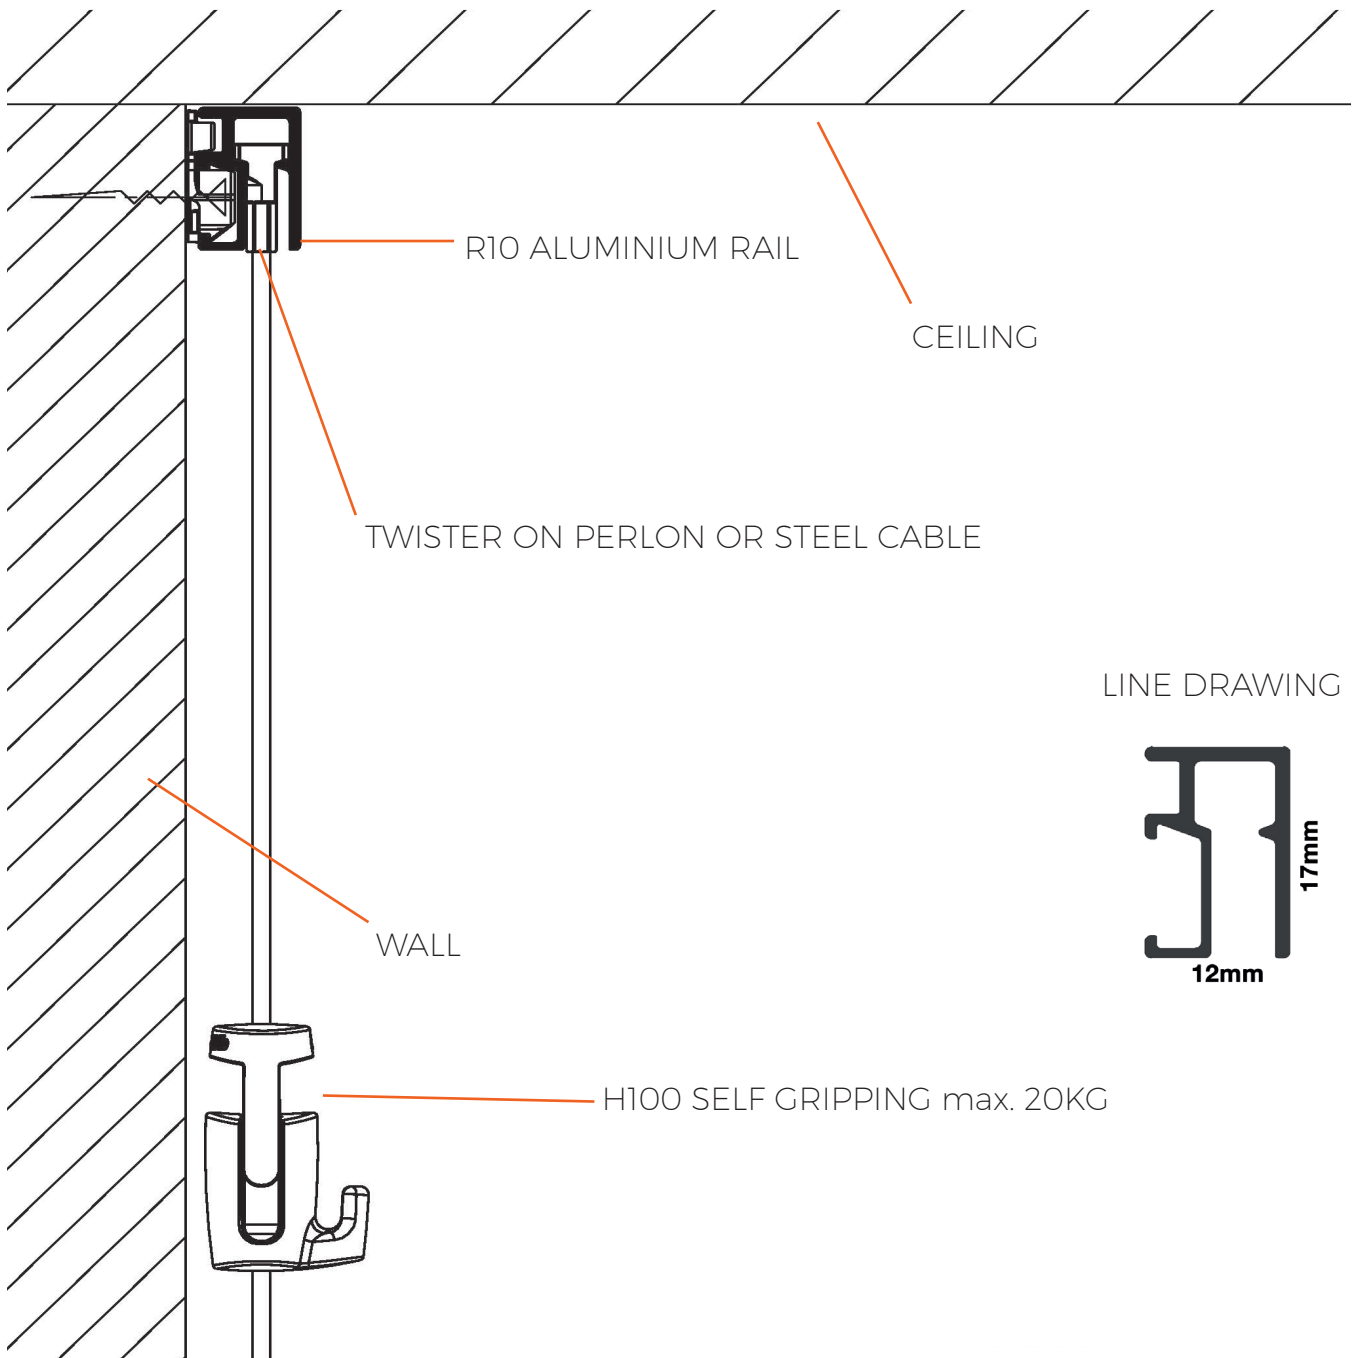 R10 ALUMINIUM RAIL
CEILING
TWISTER ON PERLON OR STEEL CABLE
LINE DRAWING
17mm
12mm
WALL
H100 SELF GRIPPING max. 20KG